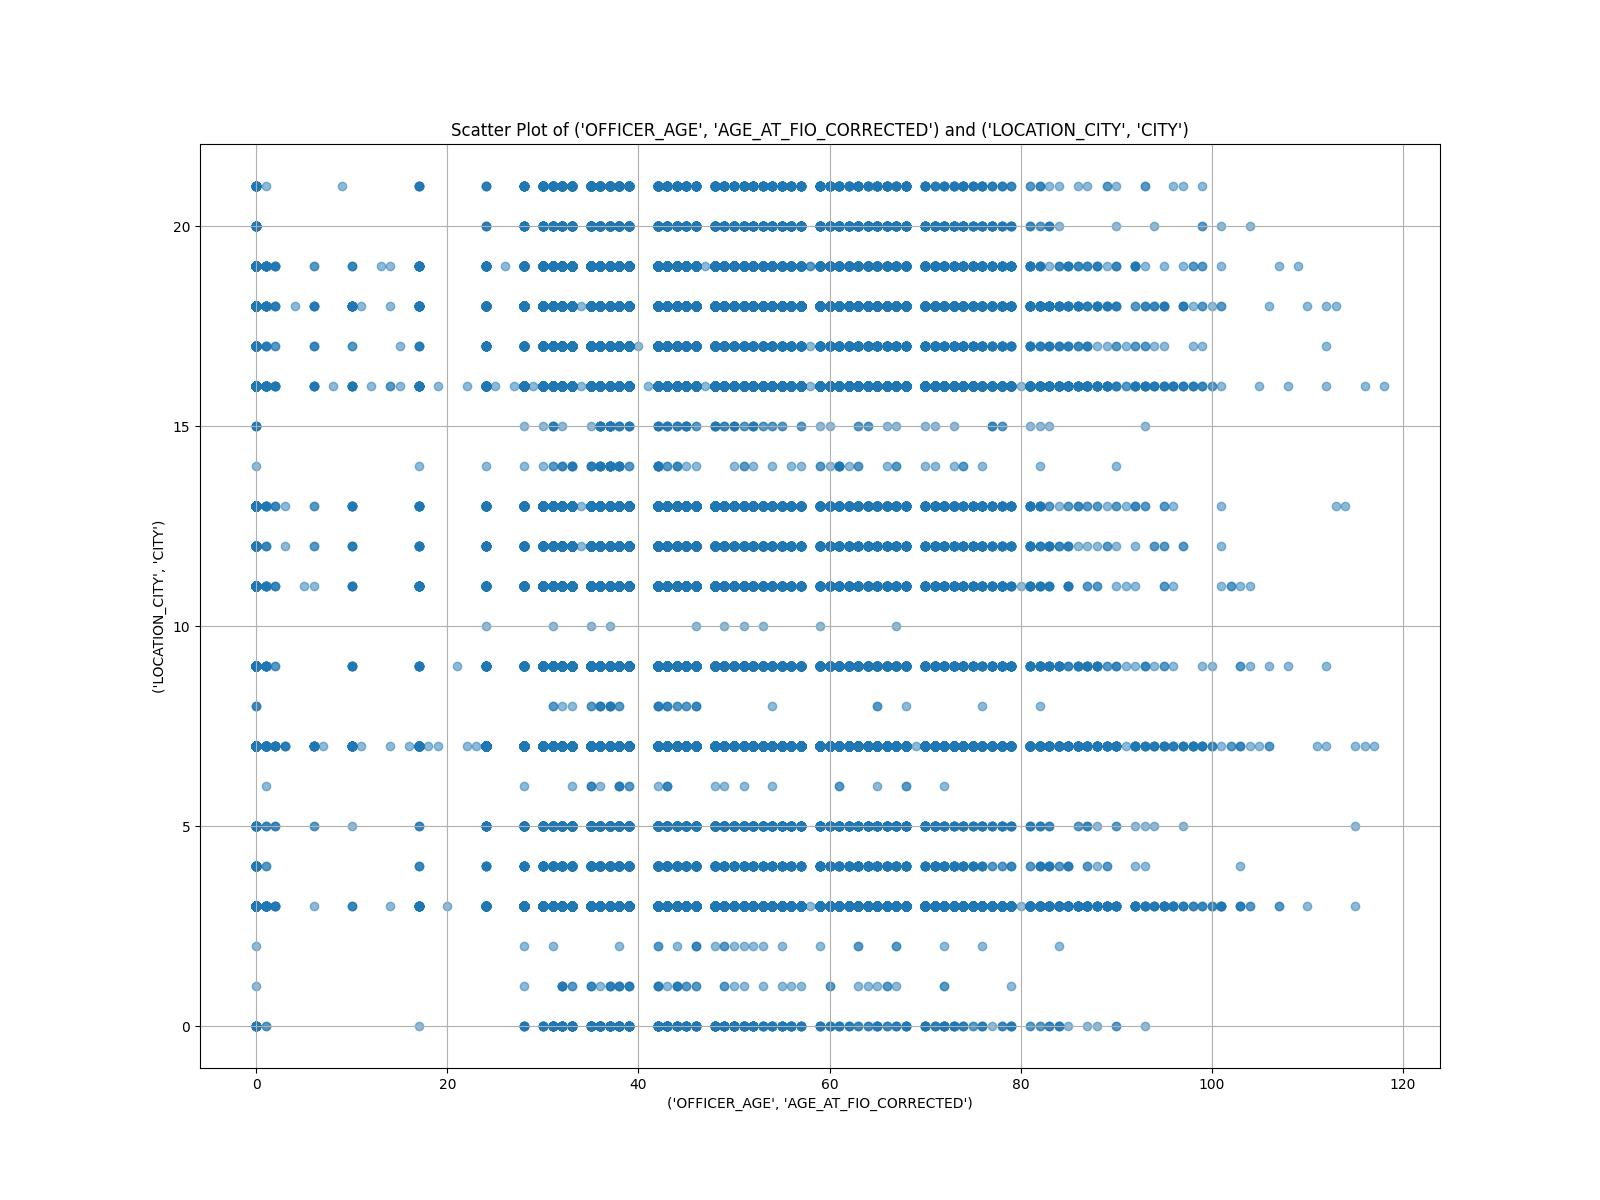 Scatter Plot of ('OFFICER_AGE', 'AGE_AT_FIO_CORRECTED') and ('LOCATION_CITY', 'CITY')
20
15
10
5
0
('LOCATION_CITY', 'CITY')
0 20 40 60 80 100 120
('OFFICER_AGE', 'AGE_AT_FIO_CORRECTED')